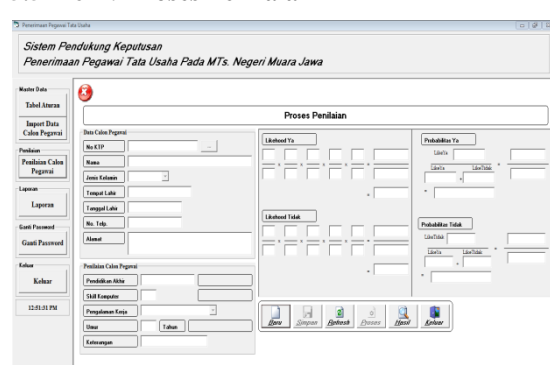 Penerimaan Pegawai Tata Usaha
Sistem Pendukung Keputusan
Penerimaan Pegawai Tata Usaha Pada MTs. Negeri Muara Jawa
Master Data
Tabel Aturan
Import Data
Calon Pegawai
Penilaian
Penilaian Calon
Pegawai
Laporan
Laporan
Ganti Password
Ganti Password
Keluar
Keluar
12:51:31 PM
Proses Penilaian
Data Calon Pegawai
No KTP
...
Nama
Jenis Kelamin
Tempat Lahir
Tanggal Lahir
No. Telp.
Alamat
Penilaian Calon Pegawai
Pendidikan Akhir
Skill Komputer
Pengalaman Kerja
Umur
Tahun
Keterangan
Likehood Ya
Likehood Tidak
Probabilitas Ya
LikeYa
LikeYa
LikeTidak
Probabilitas Tidak
LikeTidak
LikeYa
LikeTidak
Baru
Simpan
Refresh
Proses
Hasil
Keluar